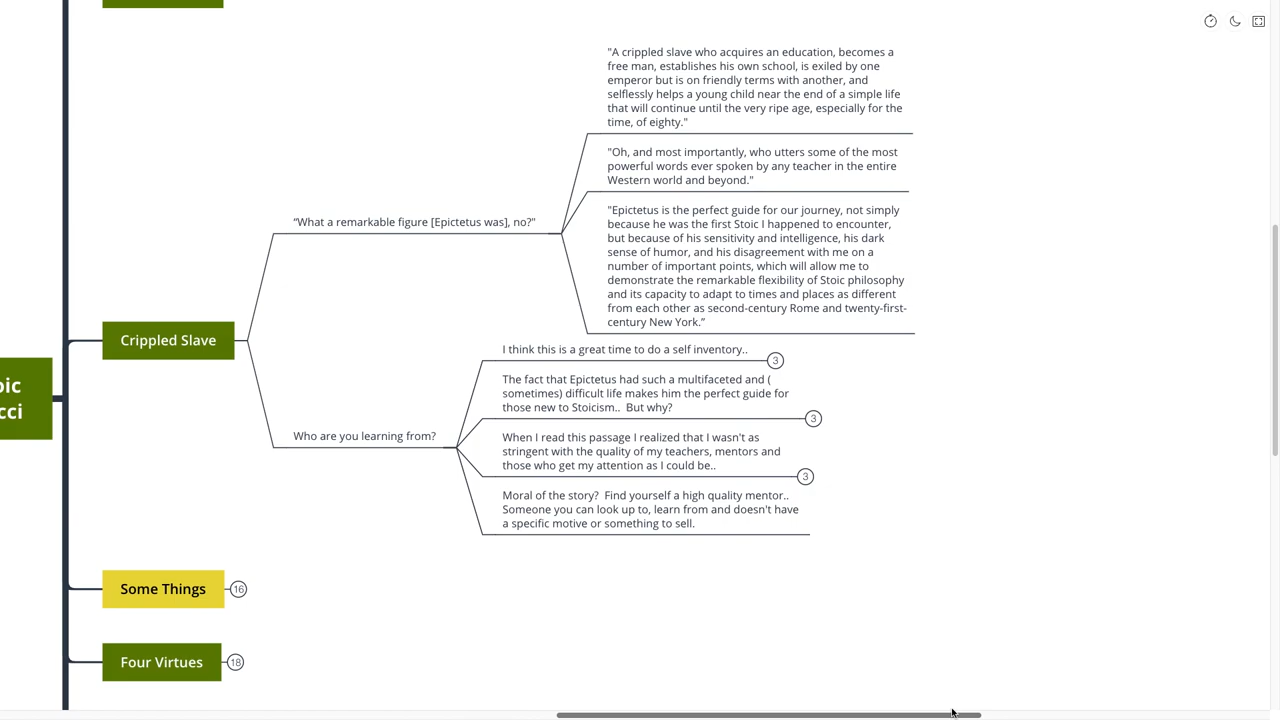 "A crippled slave who acquires an education, becomes a
free man, establishes his own school, is exiled by one
emperor but is on friendly terms with another, and
selflessly helps a young child near the end of a simple life
that will continue until the very ripe age, especially for the
time, of eighty."
"Oh, and most importantly, who utters some of the most
powerful words ever spoken by any teacher in the entire
Western world and beyond."
"What a remarkable figure [Epictetus was], no?"
"Epictetus is the perfect guide for our journey, not simply
because he was the first Stoic I happened to encounter,
but because of his sensitivity and intelligence, his dark
sense of humor, and his disagreement with me on a
number of important points, which will allow me to
demonstrate the remarkable flexibility of Stoic philosophy
and its capacity to adapt to times and places as different
from each other as second-century Rome and twenty-first-
century New York.”
Crippled Slave
I think this is a great time to do a self inventory..
3
The fact that Epictetus had such a multifaceted and (
sometimes) difficult life makes him the perfect guide for
those new to Stoicism..  But why?
3
oic
cci
Who are you learning from?
When I read this passage I realized that I wasn't as
stringent with the quality of my teachers, mentors and
those who get my attention as I could be..
3
Moral of the story?  Find yourself a high quality mentor..
Someone you can look up to, learn from and doesn't have
a specific motive or something to sell.
Some Things
16
Four Virtues
18